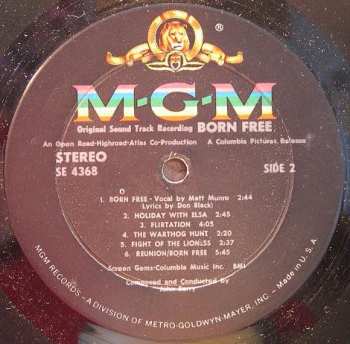 ®
M-G-M
Original Sound Track Recording BORN FREE
An Open Road-Highroad-Atlas Co-Production A Columbia Pictures Release
STEREO
SE 4368
SIDE 2
1. BORN FREE - Vocal by Matt Munro 2:44
Lyrics by Don Black)
2. HOLIDAY WITH ELSA 2:45
3. FLIRTATION 4:05
4. THE WARTHOG HUNT 2:20
5. FIGHT OF THE LIONESS 2:37
6. REUNION/BORN FREE 5:45
Screen Gems-Columbia Music Inc. BMI
Composed and Conducted by
John Barry
MGM RECORDS - A DIVISION OF METRO-GOLDWYN-MAYER, INC. - Made in U.S.A.